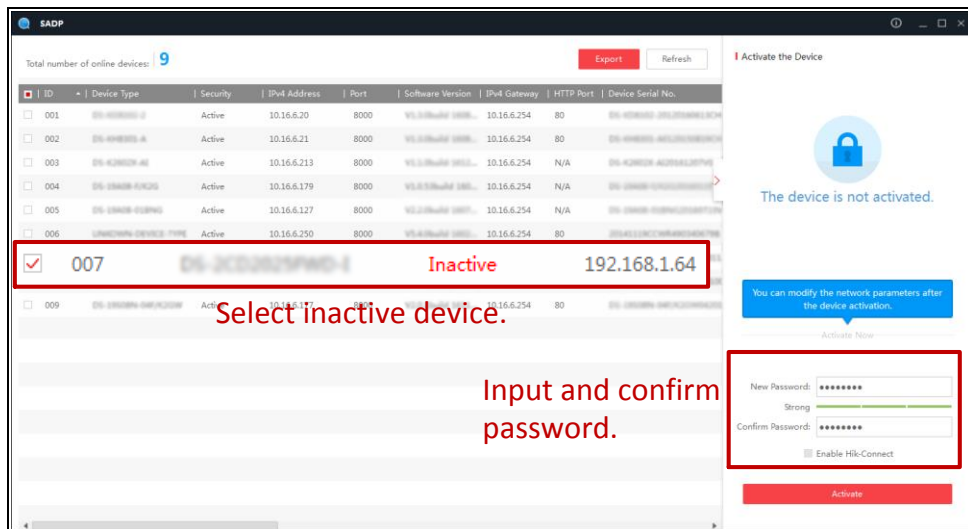 SADP
Total number of online devices: 9
Export
Refresh
ID | Device Type | Security | IPv4 Address | Port | Software Version | IPv4 Gateway | HTTP Port | Device Serial No.
001 Active 10.16.6.20 8000 10.16.6.254 80
002 Active 10.16.6.21 8000 10.16.6.254 80
003 Active 10.16.6.213 8000 10.16.6.254 N/A
004 Active 10.16.6.179 8000 10.16.6.254 N/A
005 Active 10.16.6.127 8000 10.16.6.254 N/A
006 Active 10.16.6.250 8000 10.16.6.254 80
007 Inactive 192.168.1.64
009 10.16.6.254 80
Select inactive device.
Input and confirm
password.
Activate the Device
The device is not activated.
You can modify the network parameters after
the device activation.
Activate Now
New Password: ••••••••
Strong
Confirm Password: ••••••••
Enable Hik-Connect
Activate